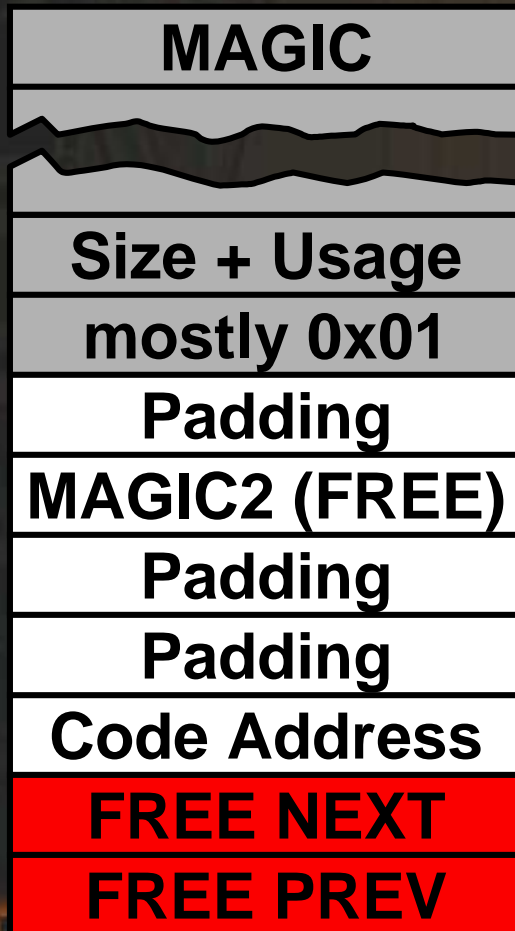 MAGIC
Size + Usage
mostly 0x01
Padding
MAGIC2 (FREE)
Padding
Padding
Code Address
FREE NEXT
FREE PREV